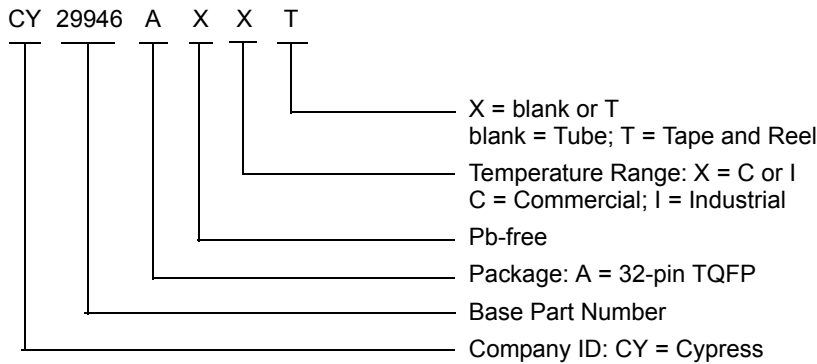 CY 29946 A X X T
X = blank or T
blank = Tube; T = Tape and Reel
Temperature Range: X = C or I
C = Commercial; I = Industrial
Pb-free
Package: A = 32-pin TQFP
Base Part Number
Company ID: CY = Cypress